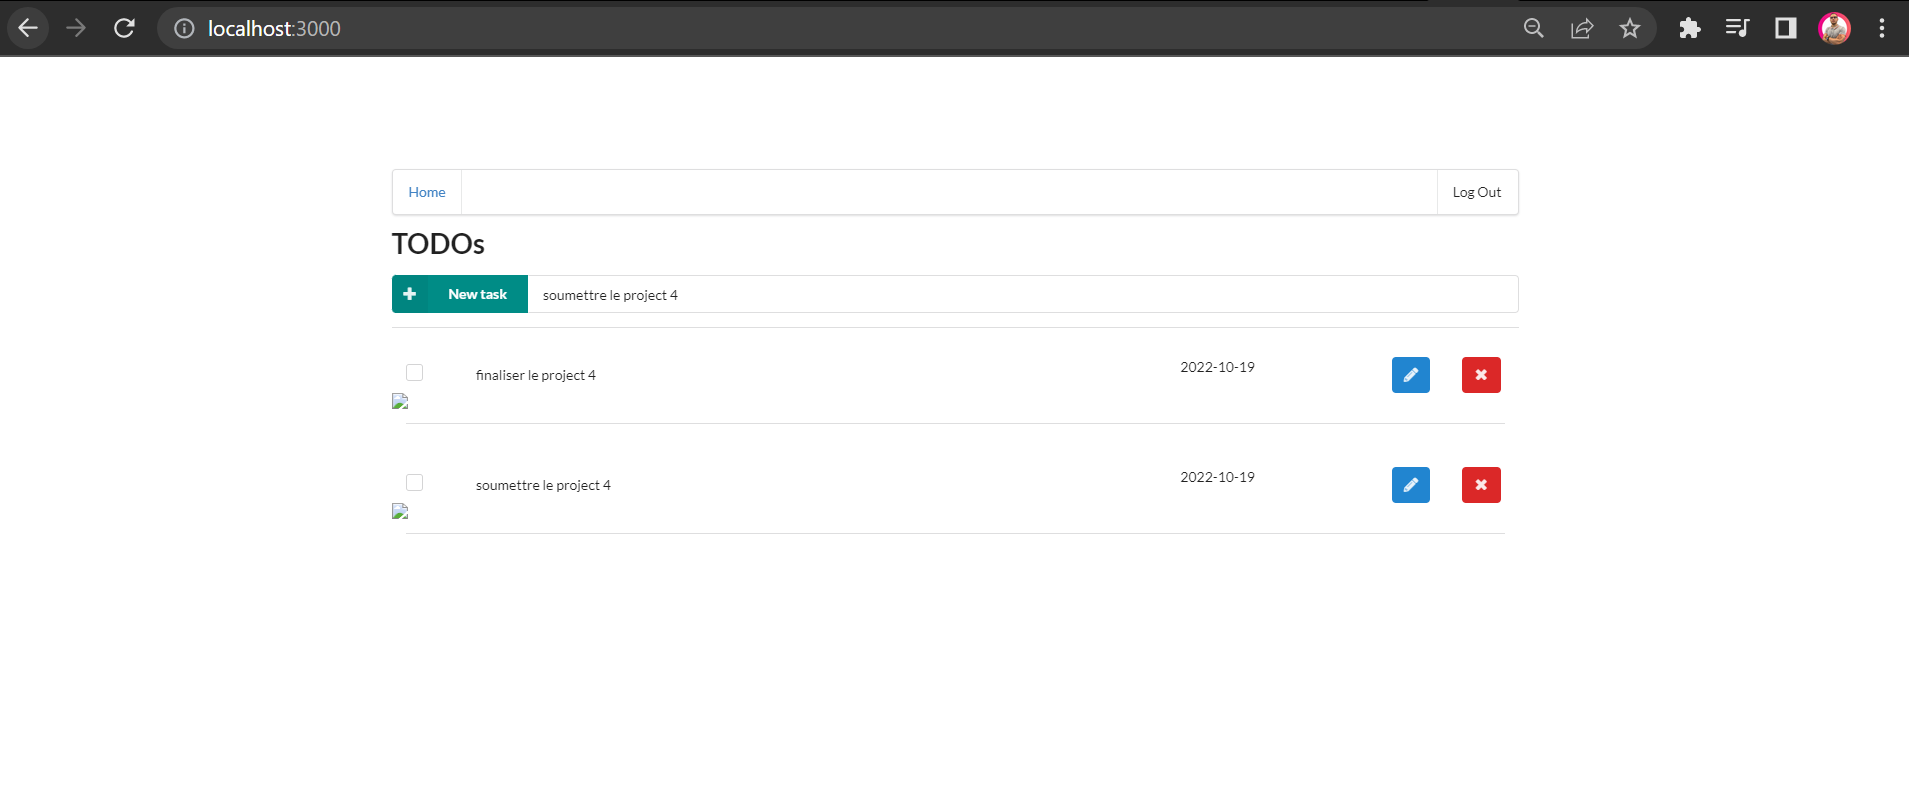 localhost:3000
Home Log Out
TODOs
New task soumettre le project 4
finaliser le project 4 2022-10-19
soumettre le project 4 2022-10-19